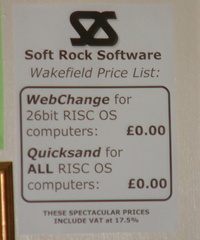 Soft Rock Software
Wakefield Price List:
WebChange for
26bit RISC OS
computers: £0.00
Quicksand for
ALL RISC OS
computers: £0.00
THESE SPECTACULAR PRICES
INCLUDE VAT at 17.5%